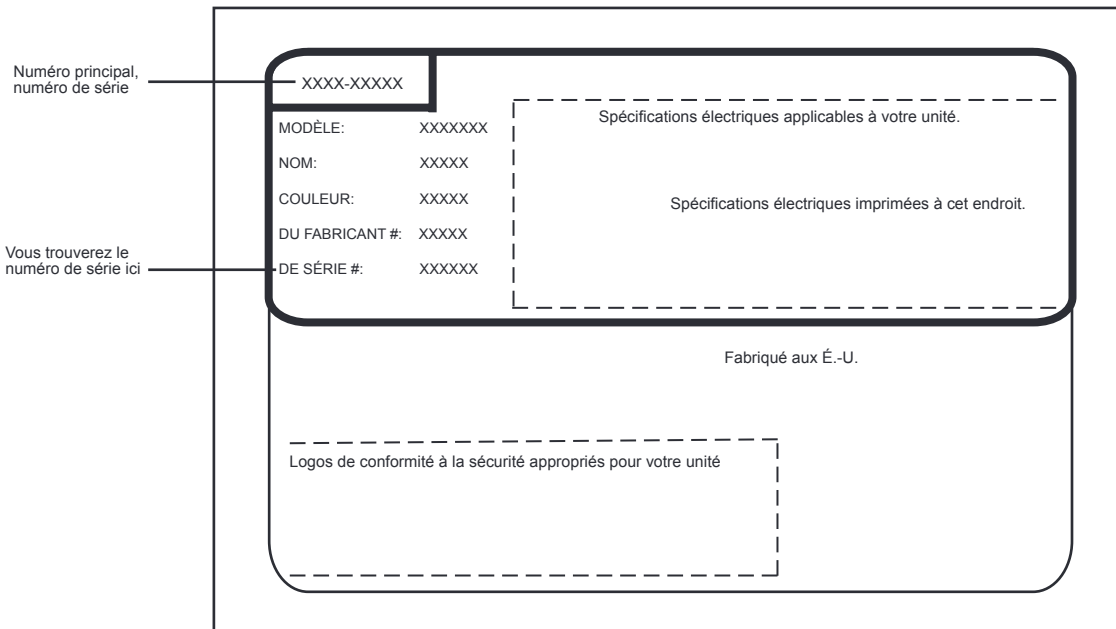 Numéro principal,
numéro de série
XXXX-XXXXX
MODÈLE: XXXXXXX
NOM: XXXXX
COULEUR: XXXXX
DU FABRICANT #: XXXXX
Vous trouverez le
numéro de série ici
DE SÉRIE #: XXXXXX
Spécifications électriques applicables à votre unité.
Spécifications électriques imprimées à cet endroit.
Fabriqué aux É.-U.
Logos de conformité à la sécurité appropriés pour votre unité